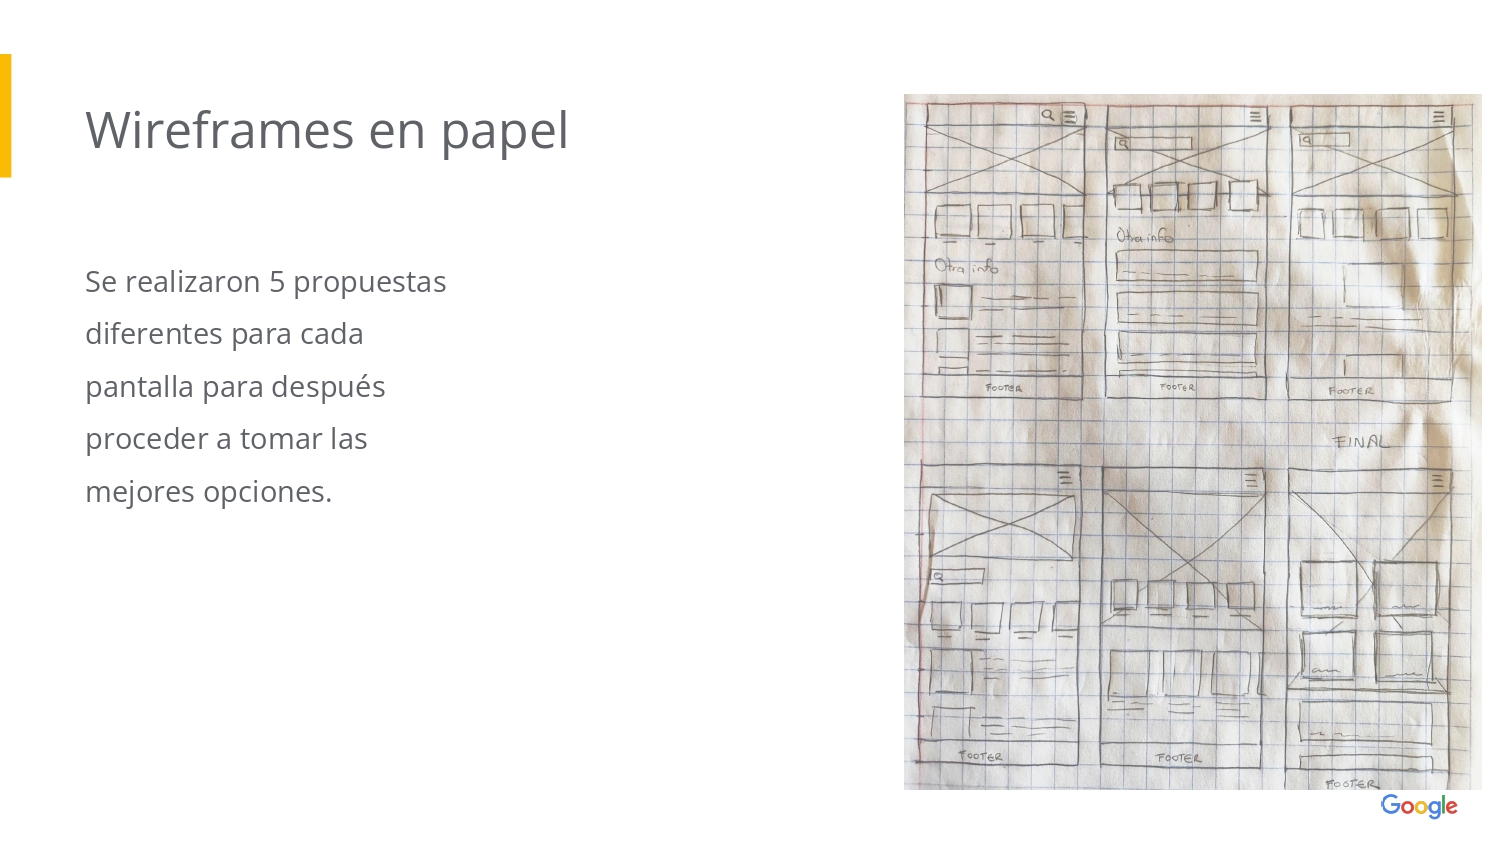 Wireframes en papel
Se realizaron 5 propuestas
diferentes para cada
pantalla para después
proceder a tomar las
mejores opciones.
Otra info
Otra info
FOOTER
FOOTER
FOOTER
FINAL
FOOTER
FOOTER
FOOTER
Google